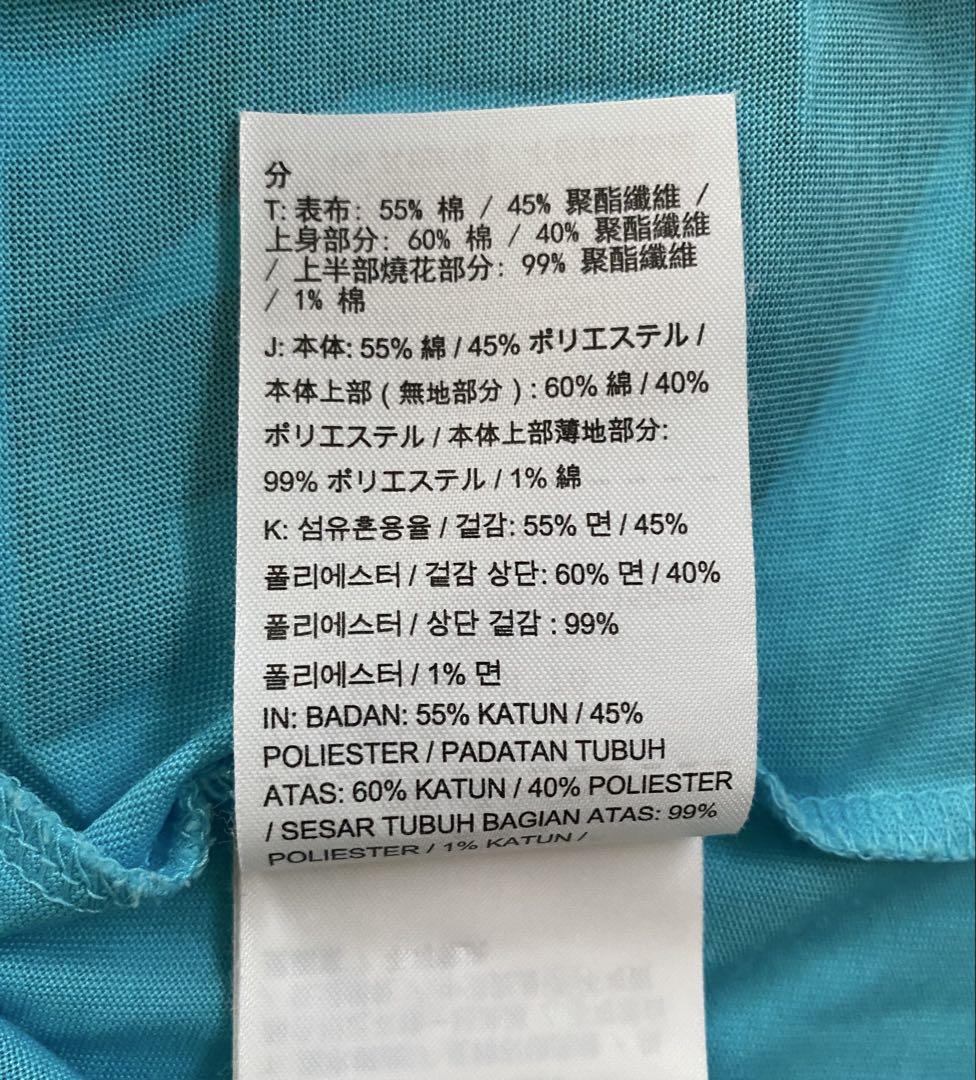 分
T: 表布: 55% 棉 / 45% 聚酯纖維 /
上身部分: 60% 棉 / 40% 聚酯纖維
/ 上半部燒花部分: 99% 聚酯纖維
/ 1% 棉
J: 本体: 55% 綿 / 45% ポリエステル /
本体上部 ( 無地部分 ) : 60% 綿 / 40%
ポリエステル / 本体上部薄地部分:
99% ポリエステル / 1% 綿
K: 섬유혼용율 / 겉감: 55% 면 / 45%
폴리에스터 / 겉감 상단: 60% 면 / 40%
폴리에스터 / 상단 겉감 : 99%
폴리에스터 / 1% 면
IN: BADAN: 55% KATUN / 45%
POLIESTER / PADATAN TUBUH
ATAS: 60% KATUN / 40% POLIESTER
/ SESAR TUBUH BAGIAN ATAS: 99%
POLIESTER / 1% KATUN /